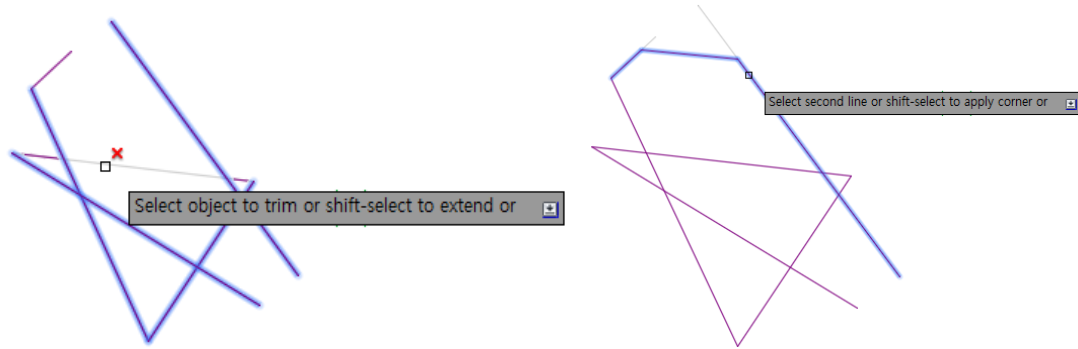 Select object to trim or shift-select to extend or
Select second line or shift-select to apply corner or